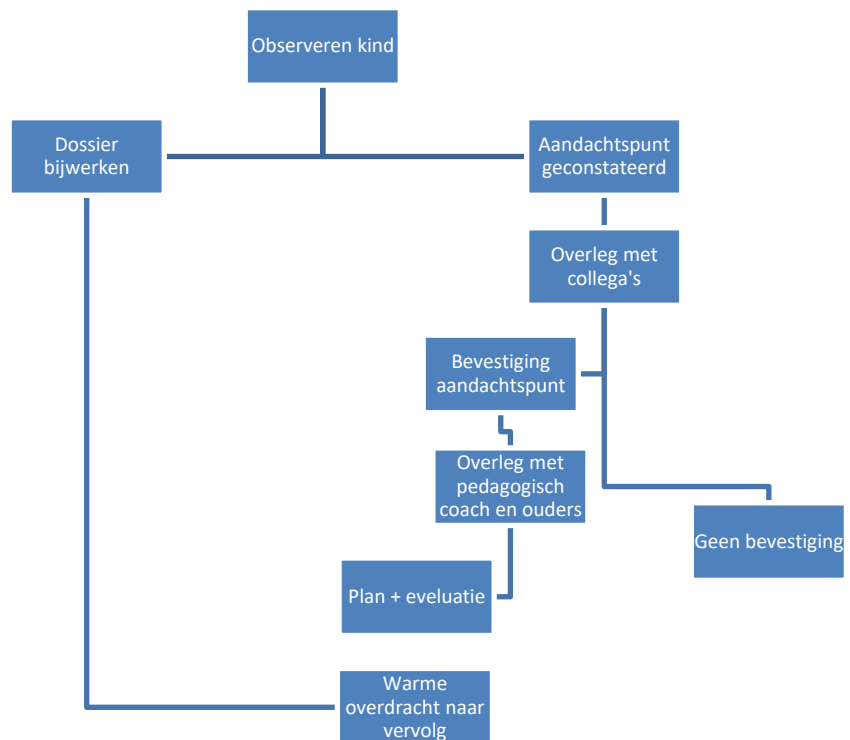 Observeren kind
Dossier
bijwerken
Aandachtspunt
geconstateerd
Overleg met
collega's
Bevestiging
aandachtspunt
Overleg met
pedagogisch
coach en ouders
Geen bevestiging
Plan + eveluatie
Warme
overdracht naar
vervolg